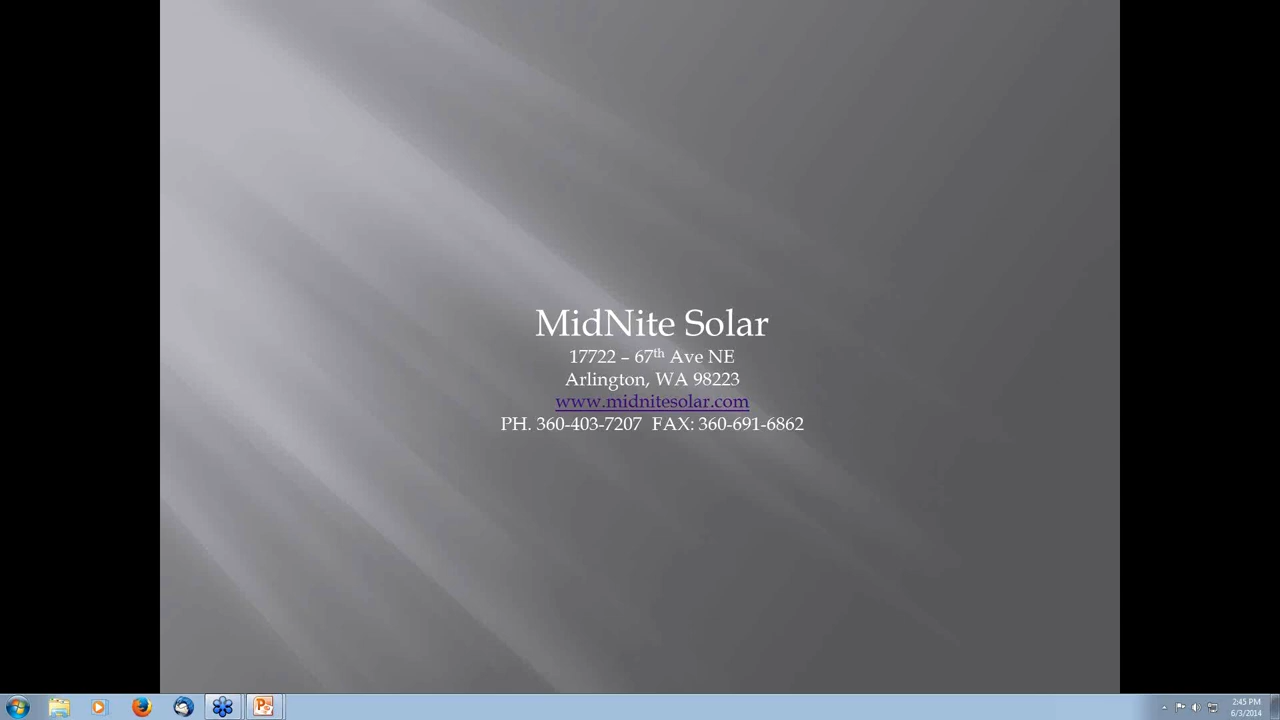 MidNite Solar
17722 – 67th Ave NE
Arlington, WA 98223
www.midnitesolar.com
PH. 360-403-7207 FAX: 360-691-6862
2:45 PM
6/3/2014